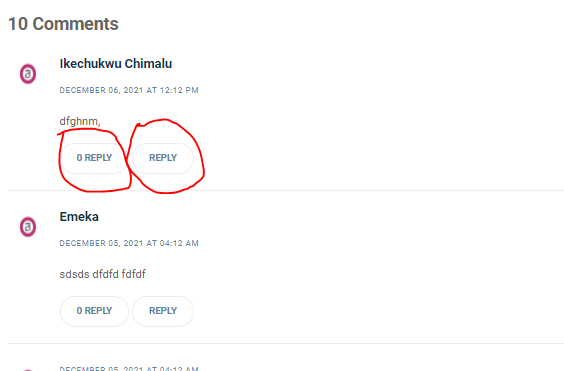 10 Comments
Ikechukwu Chimalu
DECEMBER 06, 2021 AT 12:12 PM
dfghnm,
0 REPLY REPLY
Emeka
DECEMBER 05, 2021 AT 04:12 AM
sdsds dfdfd fdfdf
0 REPLY REPLY
DECEMBER 05, 2021 AT 04:12 AM